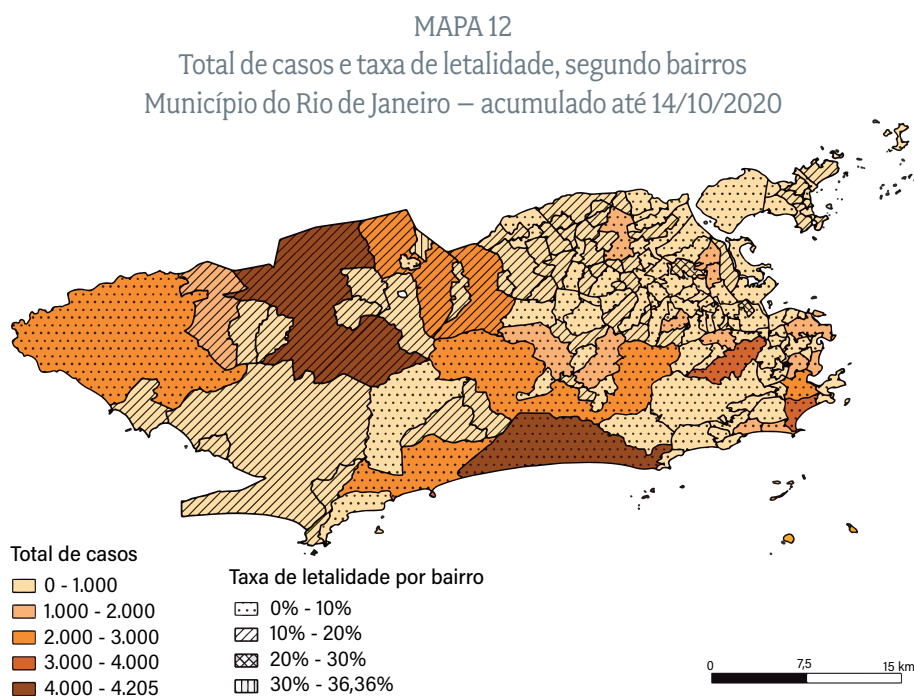 MAPA 12
Total de casos e taxa de letalidade, segundo bairros
Município do Rio de Janeiro – acumulado até 14/10/2020
Total de casos
0 - 1.000
1.000 - 2.000
2.000 - 3.000
3.000 - 4.000
4.000 - 4.205
Taxa de letalidade por bairro
0% - 10%
10% - 20%
20% - 30%
30% - 36,36%
0 7,5 15 km